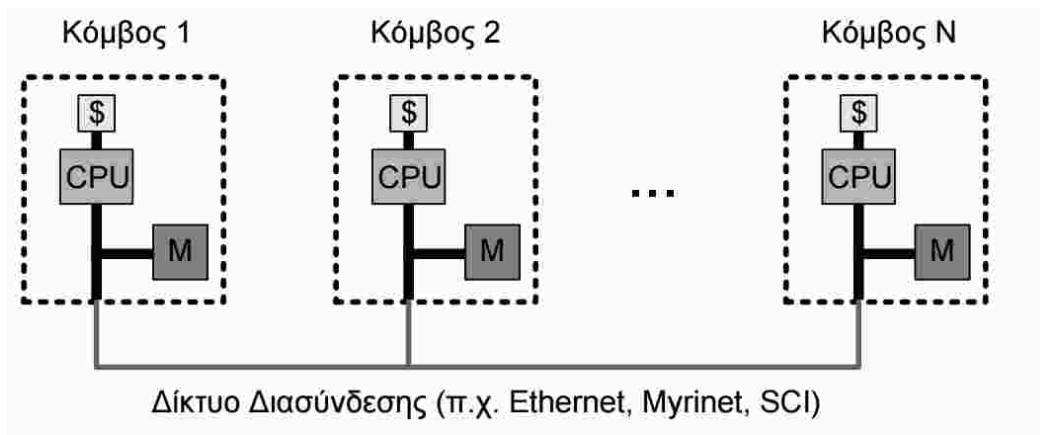 Κόμβος 1 Κόμβος 2 Κόμβος N
$ $ $
CPU CPU ... CPU
M M M
Δίκτυο Διασύνδεσης (π.χ. Ethernet, Myrinet, SCI)